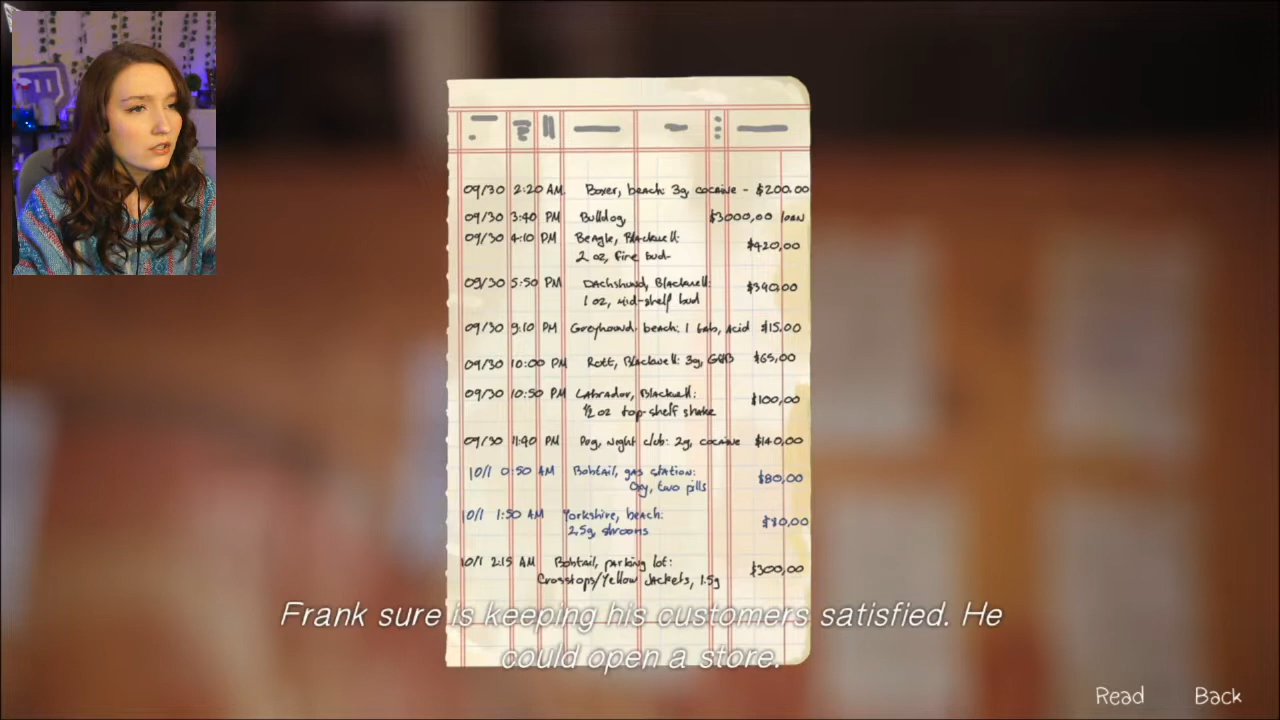 09/30 2:20 AM. Boxer, beach: 3g, cocaine - $200.00
09/30 3:40 PM Bulldog, $3000,00 loan
09/30 4:10 PM Beagle, Blackwell: $420,00
2 oz, fire bud-
09/30 5:50 PM Dachshund, Blackwell: $340,00
1 oz, mid-shelf bud
09/30 9:10 PM Greyhound, beach: 1 tab, acid $15.00
09/30 10:00 PM Rott, Blackwell: 3g, GHB $65,00
09/30 10:50 PM Labrador, Blackwell: $100,00
1/2 oz top-shelf shake
09/30 11:40 PM Pug, night club: 2g, cocaine $140,00
10/1 0:50 AM Bobtail, gas station: $80,00
Oxy, two pills
10/1 1:50 AM Yorkshire, beach:
2,5g, shrooms
10/1 2:15 AM Bobtail, parking lot: $300,00
Crosstops/Yellow Jackets, 1.5g
Frank sure is keeping his customers satisfied. He
could open a store.
Read Back